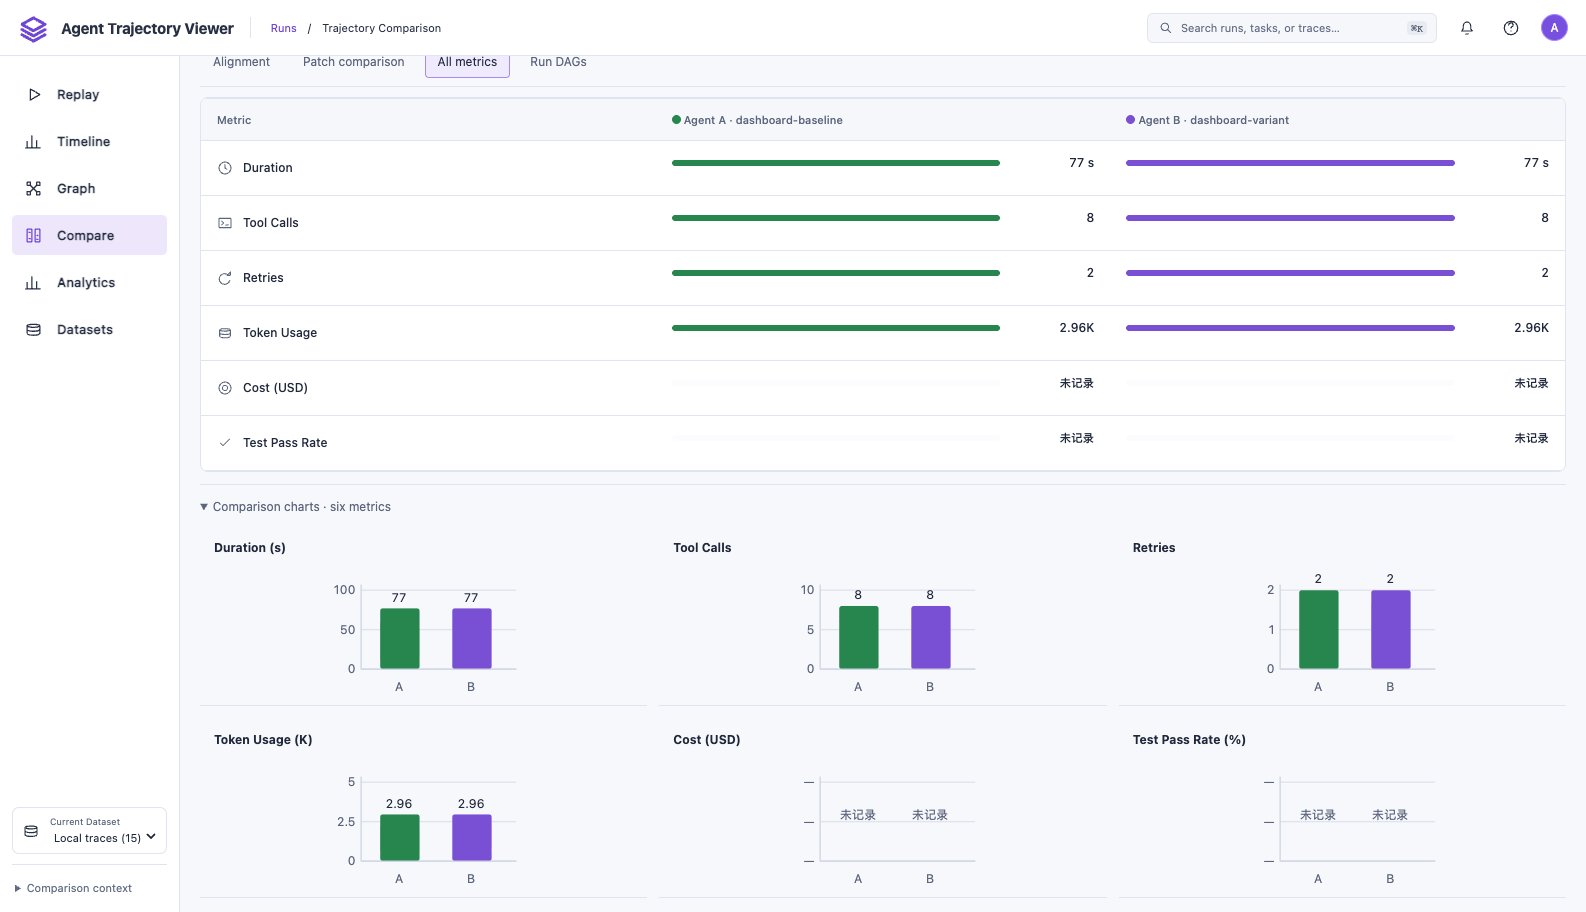 Agent Trajectory Viewer
Runs / Trajectory Comparison
Search runs, tasks, or traces...
⌘K
A
Replay
Timeline
Graph
Compare
Analytics
Datasets
Current Dataset
Local traces (15)
Comparison context
Alignment Patch comparison All metrics Run DAGs
Metric Agent A · dashboard-baseline Agent B · dashboard-variant
Duration 77 s 77 s
Tool Calls 8 8
Retries 2 2
Token Usage 2.96K 2.96K
Cost (USD) 未记录 未记录
Test Pass Rate 未记录 未记录
Comparison charts · six metrics
Duration (s)
100
50
0
77 77
A B
Tool Calls
10
5
0
8 8
A B
Retries
2
1
0
2 2
A B
Token Usage (K)
5
2.5
0
2.96 2.96
A B
Cost (USD)
—
—
—
未记录 未记录
A B
Test Pass Rate (%)
—
—
—
未记录 未记录
A B